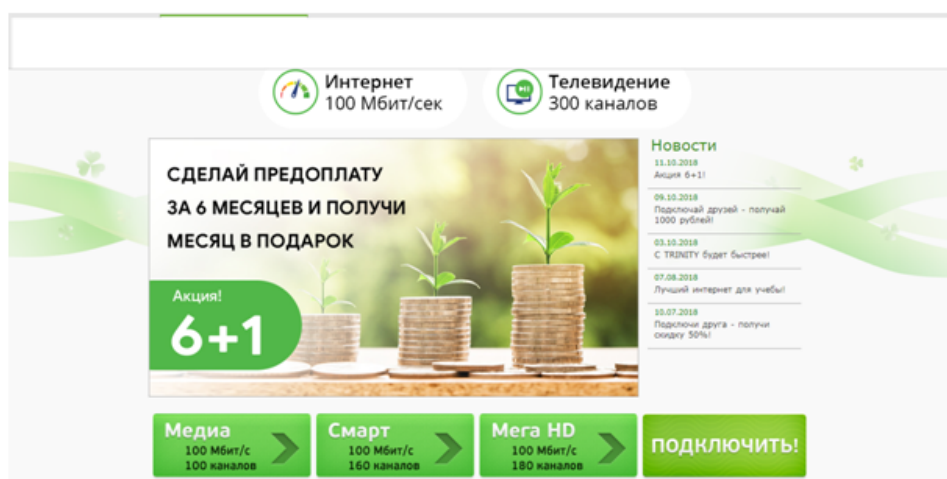 Интернет
100 Мбит/сек
Телевидение
300 каналов
СДЕЛАЙ ПРЕДОПЛАТУ
ЗА 6 МЕСЯЦЕВ И ПОЛУЧИ
МЕСЯЦ В ПОДАРОК
Акция!
6+1
Новости
11.10.2018
Акция 6+1!
09.10.2018
Подключай друзей - получай
1000 рублей!
03.10.2018
С TRINITY будет быстрее!
07.08.2018
Лучший интернет для учебы!
10.07.2018
Подключи друга - получи
скидку 50%!
Медиа
100 Мбит/с
100 каналов
Смарт
100 Мбит/с
160 каналов
Мега HD
100 Мбит/с
180 каналов
ПОДКЛЮЧИТЬ!